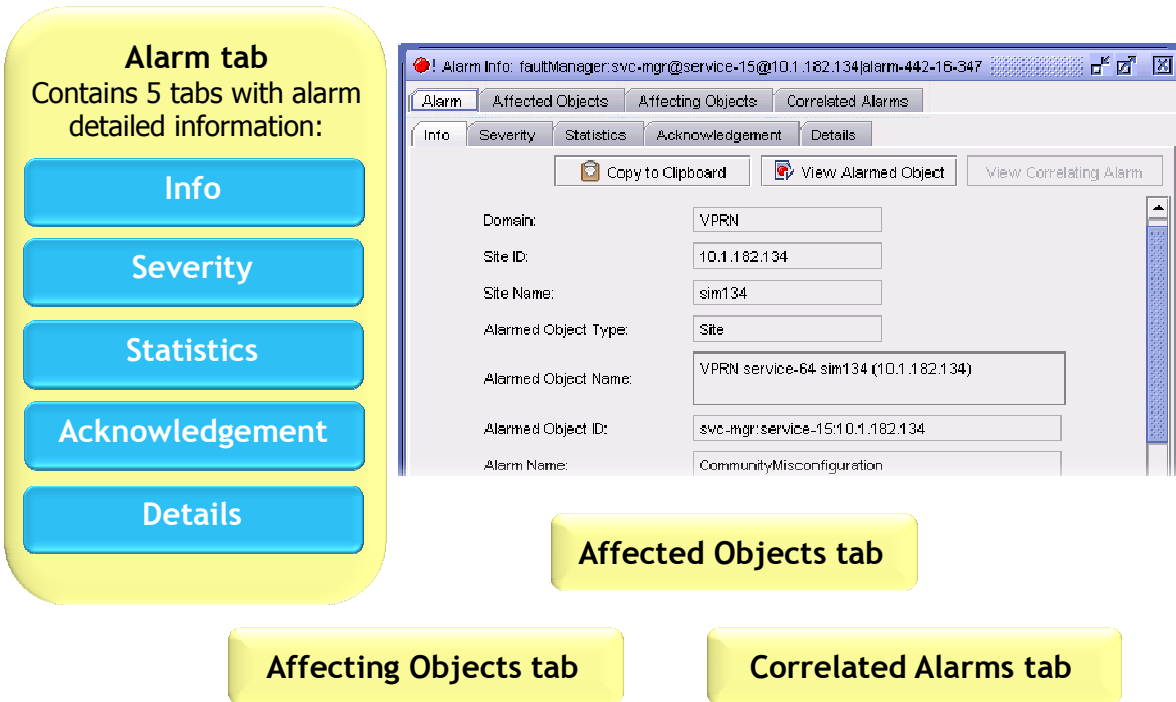 Alarm tab
Contains 5 tabs with alarm
detailed information:
Info
Severity
Statistics
Acknowledgement
Details
! Alarm Info: faultManager:svc-mgr@service-15@10.1.182.134|alarm-442-16-347
Alarm Affected Objects Affecting Objects Correlated Alarms
Info Severity Statistics Acknowledgement Details
Copy to Clipboard View Alarmed Object View Correlating Alarm
Domain: VPRN
Site ID: 10.1.182.134
Site Name: sim134
Alarmed Object Type: Site
Alarmed Object Name: VPRN service-64 sim134 (10.1.182.134)
Alarmed Object ID: svc-mgr:service-15:10.1.182.134
Alarm Name: CommunityMisconfiguration
Affected Objects tab
Affecting Objects tab
Correlated Alarms tab